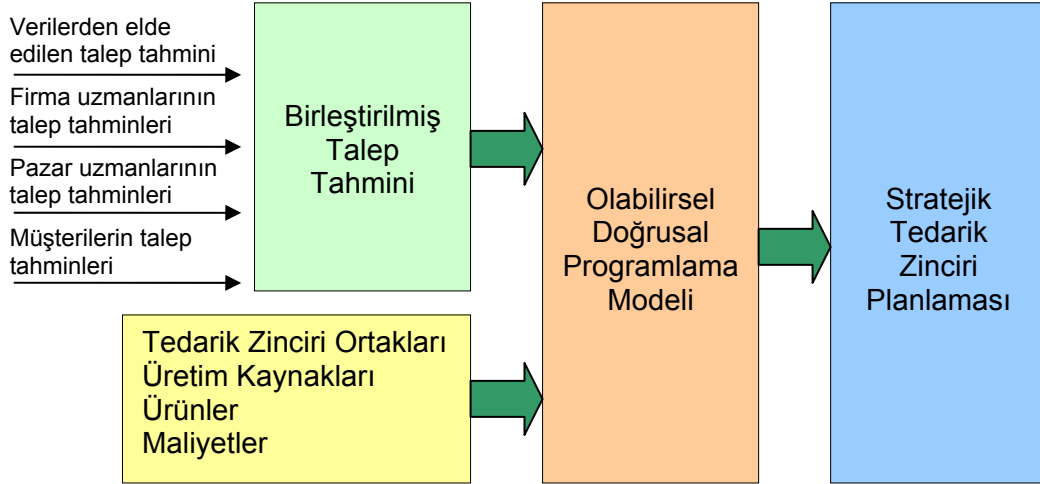 Verilerden elde
edilen talep tahmini
Firma uzmanlarının
talep tahminleri
Pazar uzmanlarının
talep tahminleri
Müşterilerin talep
tahminleri
Birleştirilmiş
Talep
Tahmini
Tedarik Zinciri Ortakları
Üretim Kaynakları
Ürünler
Maliyetler
Olabilirsel
Doğrusal
Programlama
Modeli
Stratejik
Tedarik
Zinciri
Planlaması